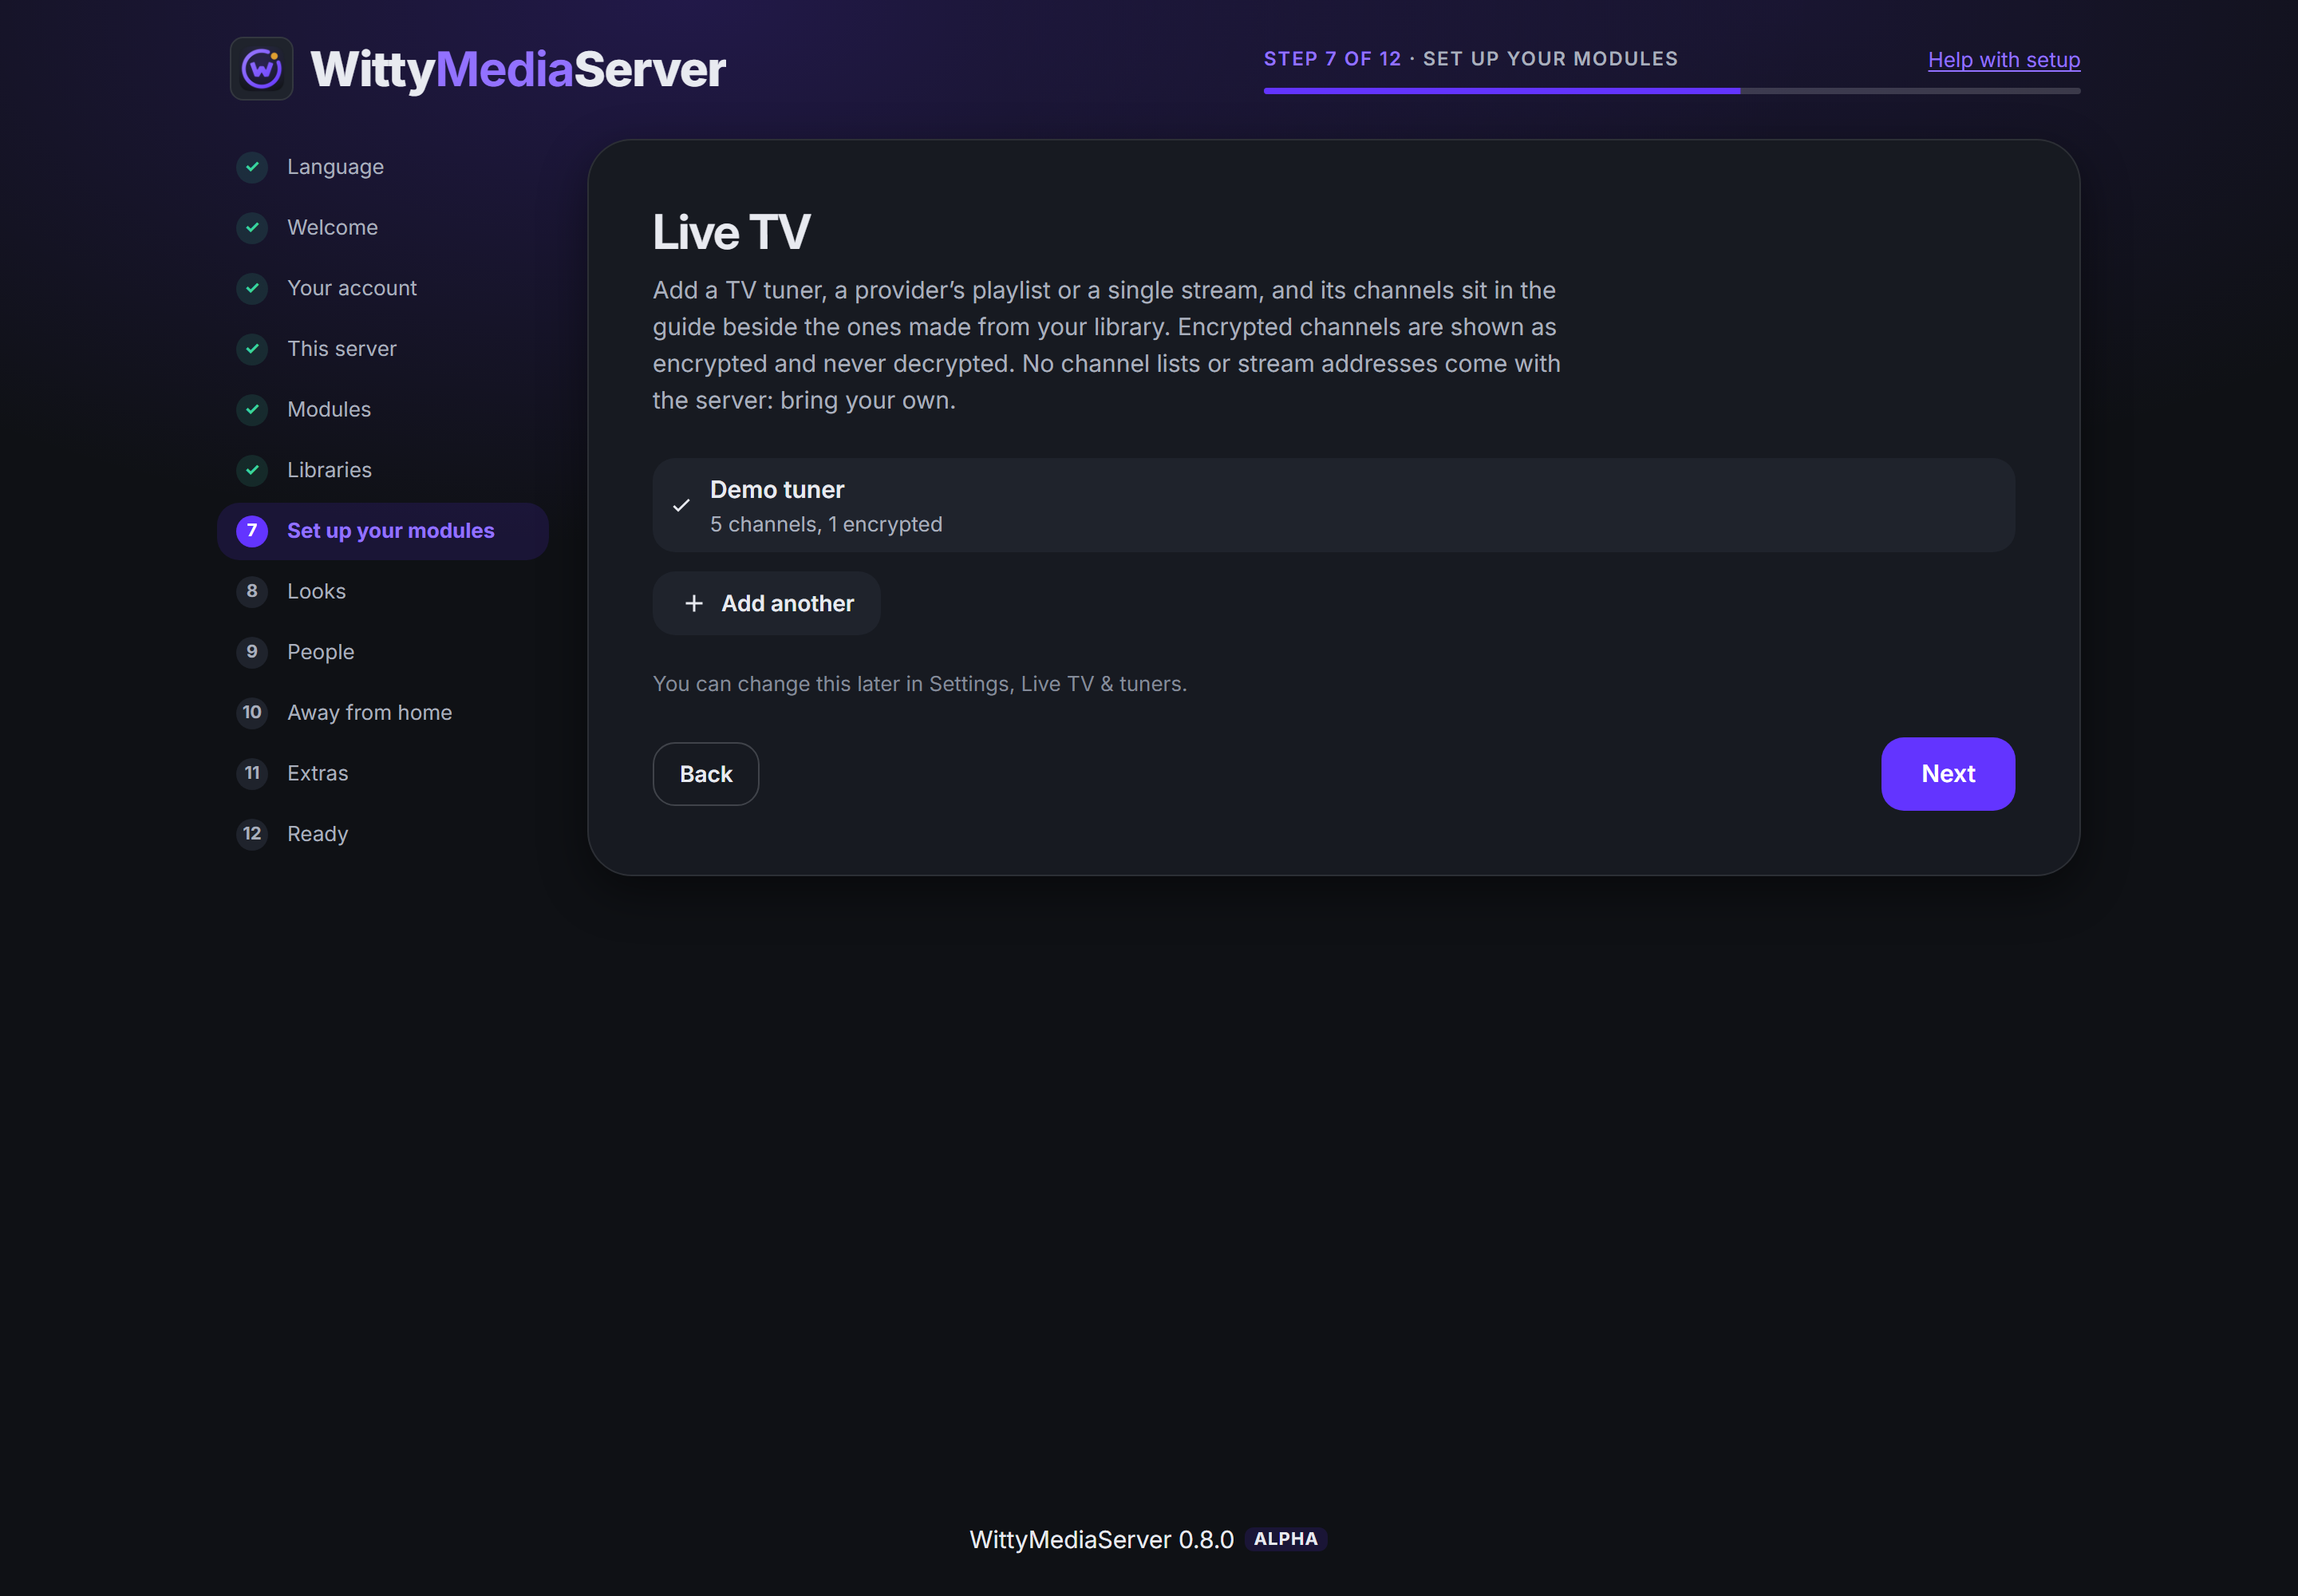 WittyMediaServer
STEP 7 OF 12 · SET UP YOUR MODULES
Help with setup
Language
Welcome
Your account
This server
Modules
Libraries
7 Set up your modules
8 Looks
9 People
10 Away from home
11 Extras
12 Ready
Live TV
Add a TV tuner, a provider’s playlist or a single stream, and its channels sit in the
guide beside the ones made from your library. Encrypted channels are shown as
encrypted and never decrypted. No channel lists or stream addresses come with
the server: bring your own.
Demo tuner
5 channels, 1 encrypted
Add another
You can change this later in Settings, Live TV & tuners.
Back
Next
WittyMediaServer 0.8.0 ALPHA